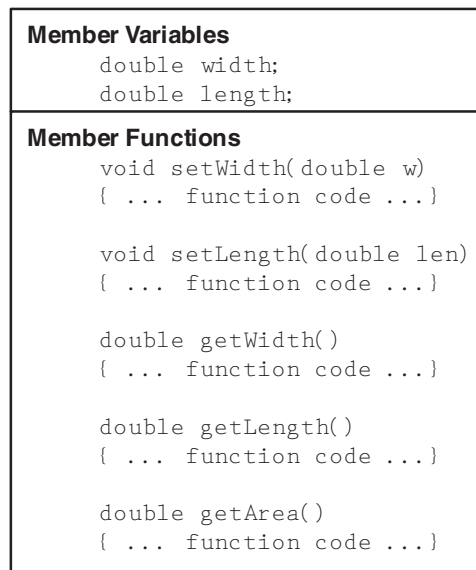 Member Variables
double width;
double length;
Member Functions
void setWidth(double w)
{ ... function code ...}
void setLength(double len)
{ ... function code ...}
double getWidth()
{ ... function code ...}
double getLength()
{ ... function code ...}
double getArea()
{ ... function code ...}